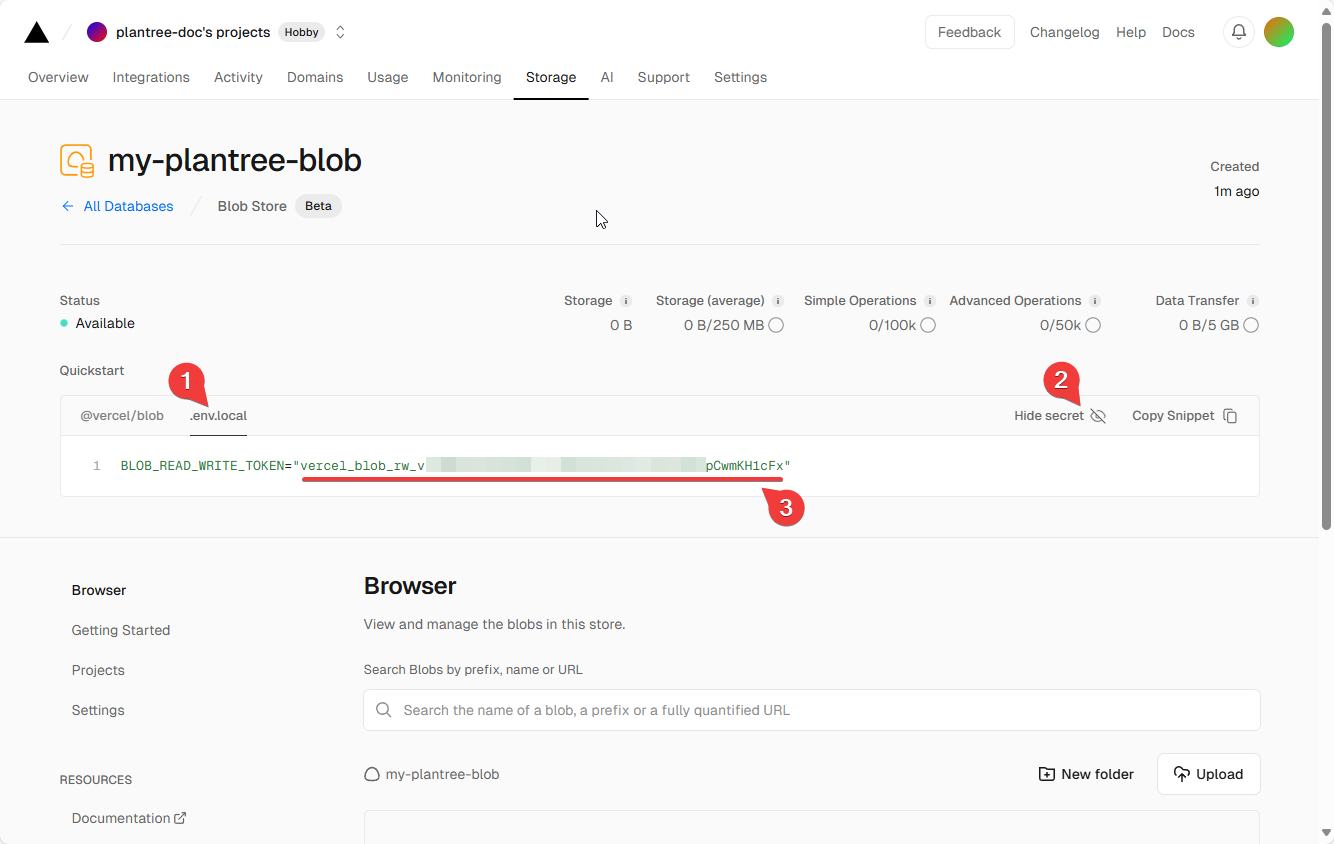 plantree-doc's projects Hobby Feedback Changelog Help Docs
Overview Integrations Activity Domains Usage Monitoring Storage AI Support Settings
my-plantree-blob
Created
1m ago
All Databases Blob Store Beta
Status Storage Storage (average) Simple Operations Advanced Operations Data Transfer
Available 0 B 0 B/250 MB 0/100k 0/50k 0 B/5 GB
Quickstart
1 2
@vercel/blob .env.local Hide secret Copy Snippet
1 BLOB_READ_WRITE_TOKEN="vercel_blob_rw_v pCwmKH1cFx"
3
Browser
Getting Started
Projects
Settings
RESOURCES
Documentation
Browser
View and manage the blobs in this store.
Search Blobs by prefix, name or URL
Search the name of a blob, a prefix or a fully quantified URL
my-plantree-blob New folder Upload